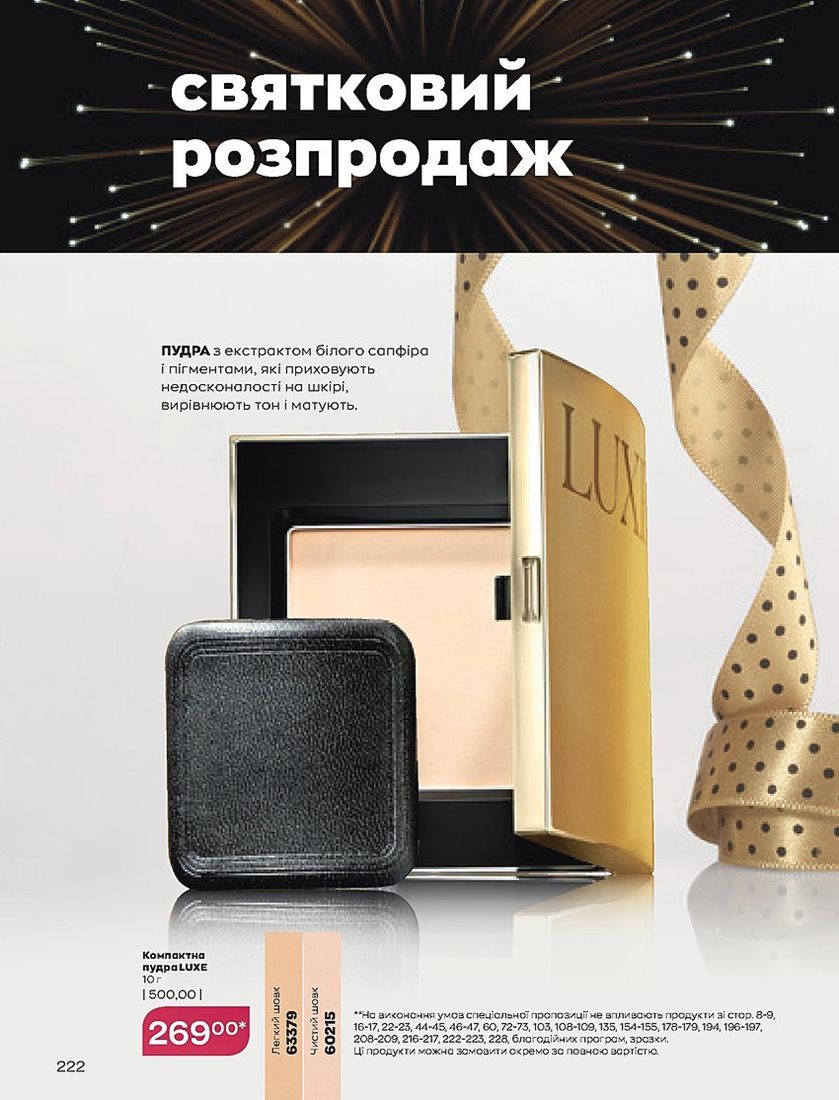 святковий
розпродаж
ПУДРА з екстрактом білого сапфіра
і пігментами, які приховують
недосконалості на шкірі,
вирівнюють тон і матують.
LUXE
Компактна
пудра LUXE
10 г
|500,00|
269⁰⁰*
Легкий шовк
63379
Чистий шовк
60215
**На виконання умов спеціальної пропозиції не впливають продукти зі стор. 8-9,
16-17, 22-23, 44-45, 46-47, 60, 72-73, 103, 108-109, 135, 154-155, 178-179, 194, 196-197,
208-209, 216-217, 222-223, 228, благодійних програм, зразки.
Ці продукти можна замовити окремо за повною вартістю.
222